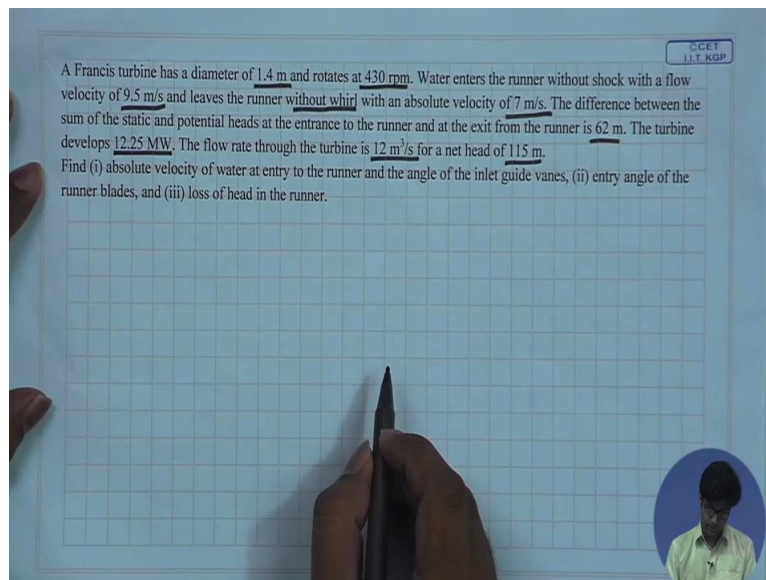 ©CET
I.I.T. KGP
A Francis turbine has a diameter of 1.4 m and rotates at 430 rpm. Water enters the runner without shock with a flow
velocity of 9.5 m/s and leaves the runner without whirl with an absolute velocity of 7 m/s. The difference between the
sum of the static and potential heads at the entrance to the runner and at the exit from the runner is 62 m. The turbine
develops 12.25 MW. The flow rate through the turbine is 12 m³/s for a net head of 115 m.
Find (i) absolute velocity of water at entry to the runner and the angle of the inlet guide vanes, (ii) entry angle of the
runner blades, and (iii) loss of head in the runner.